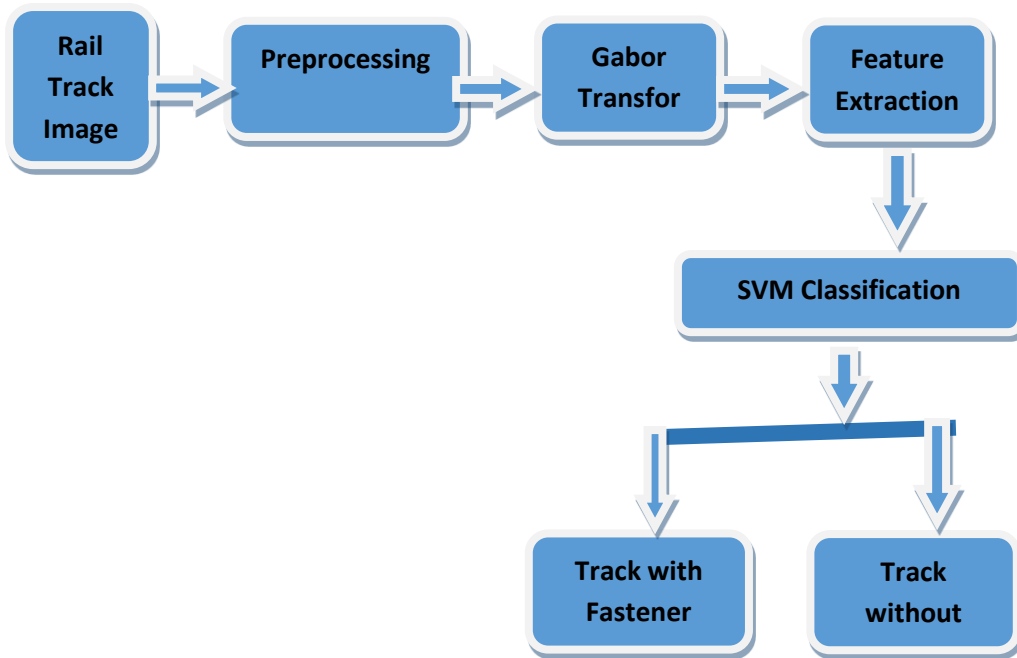 Rail
Track
Image
Preprocessing
Gabor
Transfor
Feature
Extraction
SVM Classification
Track with
Fastener
Track
without